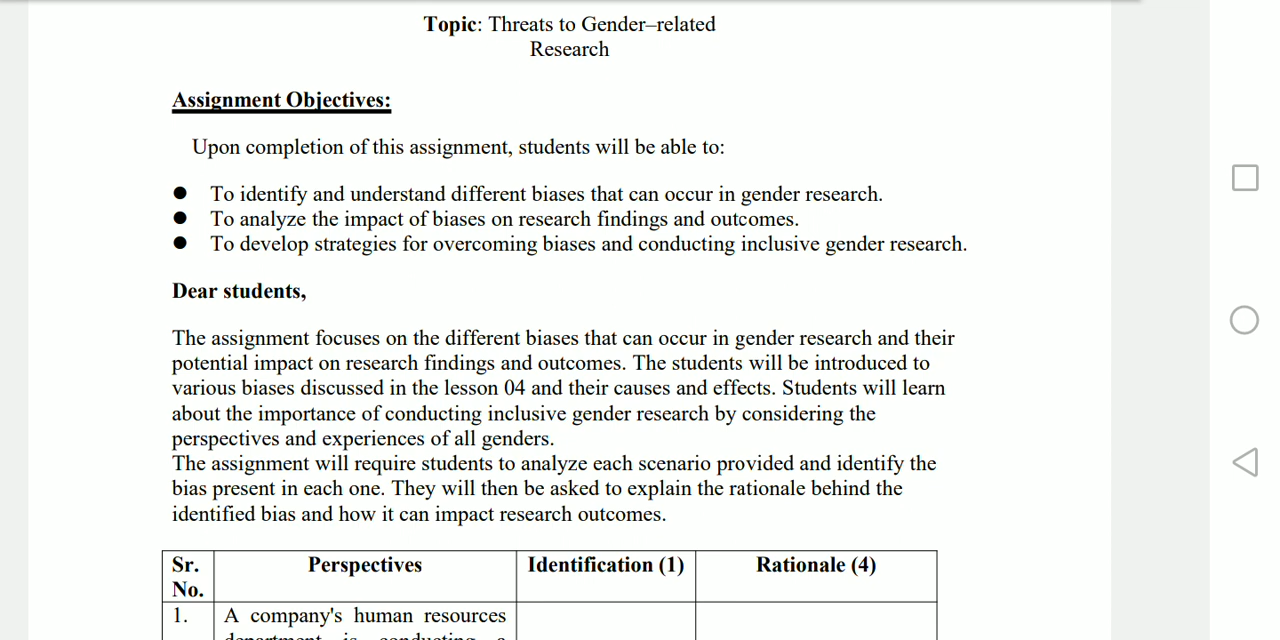 Topic: Threats to Gender–related
Research
Assignment Objectives:
Upon completion of this assignment, students will be able to:
● To identify and understand different biases that can occur in gender research.
● To analyze the impact of biases on research findings and outcomes.
● To develop strategies for overcoming biases and conducting inclusive gender research.
Dear students,
The assignment focuses on the different biases that can occur in gender research and their
potential impact on research findings and outcomes. The students will be introduced to
various biases discussed in the lesson 04 and their causes and effects. Students will learn
about the importance of conducting inclusive gender research by considering the
perspectives and experiences of all genders.
The assignment will require students to analyze each scenario provided and identify the
bias present in each one. They will then be asked to explain the rationale behind the
identified bias and how it can impact research outcomes.
Sr. Perspectives Identification (1) Rationale (4)
No.
1. A company's human resources
department is conducting a